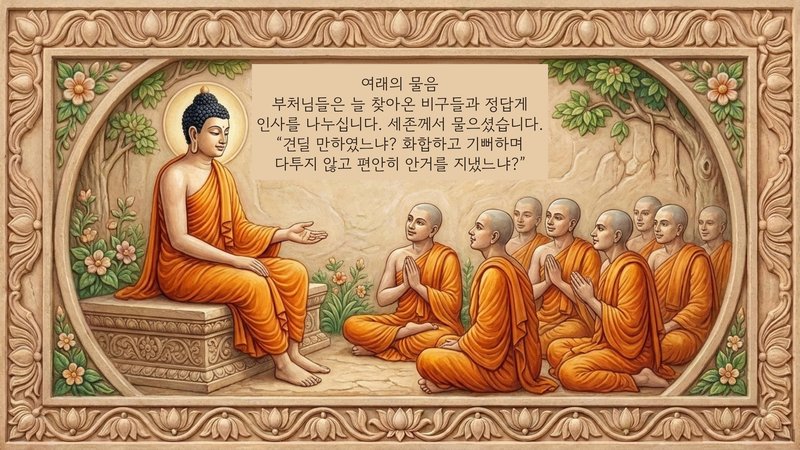 여래의 물음
부처님들은 늘 찾아온 비구들과 정답게
인사를 나누십니다. 세존께서 물으셨습니다.
“견딜 만하였느냐? 화합하고 기뻐하며
다투지 않고 편안히 안거를 지냈느냐?”